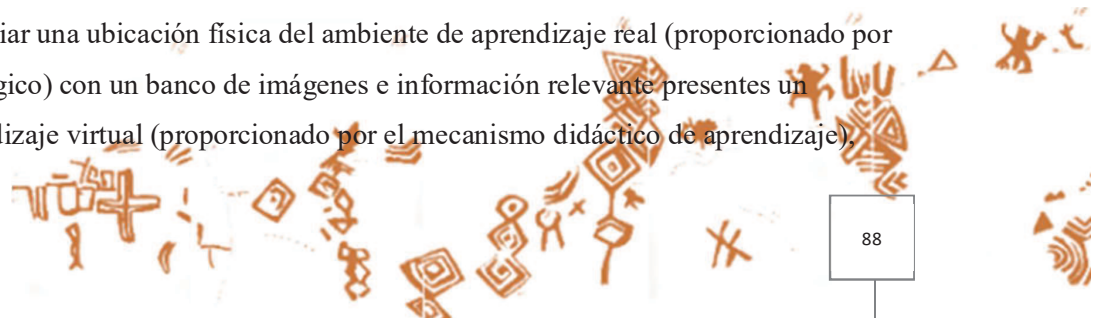 iar una ubicación física del ambiente de aprendizaje real (proporcionado por
gico) con un banco de imágenes e información relevante presentes un
dizaje virtual (proporcionado por el mecanismo didáctico de aprendizaje),
88